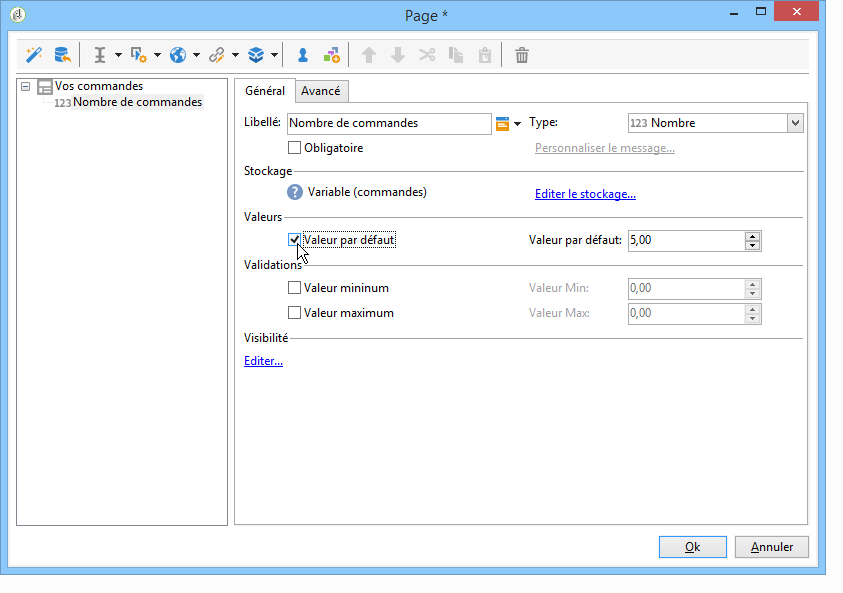 Page *
Vos commandes
123 Nombre de commandes
Général
Avancé
Libellé: Nombre de commandes Type: 123 Nombre
Obligatoire Personnaliser le message...
Stockage
? Variable (commandes) Editer le stockage...
Valeurs
Valeur par défaut Valeur par défaut: 5,00
Validations
Valeur mininum Valeur Min: 0,00
Valeur maximum Valeur Max: 0,00
Visibilité
Editer...
Ok Annuler